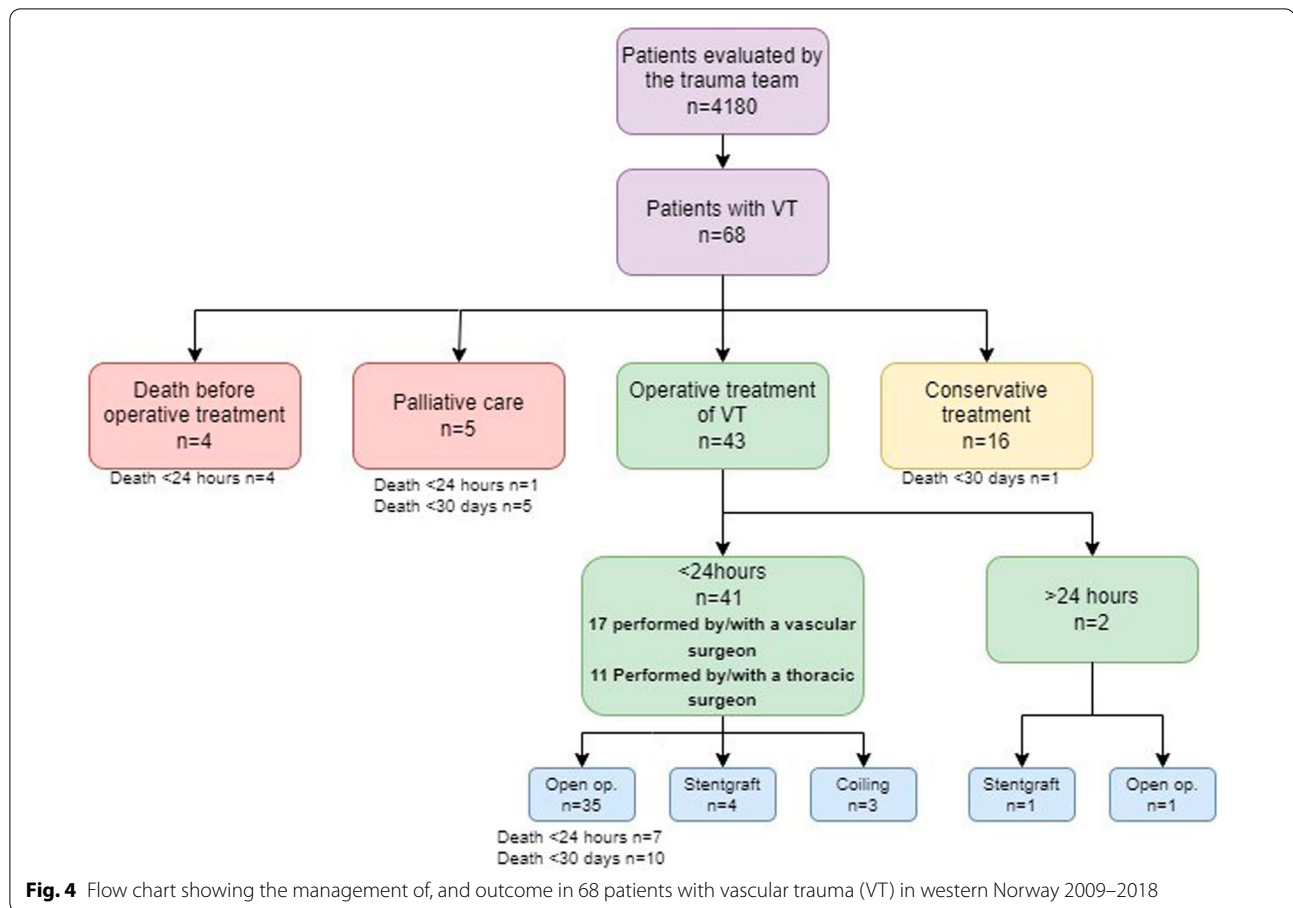 Patients evaluated by
the trauma team
n=4180
Patients with VT
n=68
Death before
operative treatment
n=4
Death <24 hours n=4
Palliative care
n=5
Death <24 hours n=1
Death <30 days n=5
Operative treatment
of VT
n=43
Conservative
treatment
n=16
Death <30 days n=1
<24hours
n=41
17 performed by/with a vascular
surgeon
11 Performed by/with a thoracic
surgeon
>24 hours
n=2
Open op.
n=35
Death <24 hours n=7
Death <30 days n=10
Stentgraft
n=4
Coiling
n=3
Stentgraft
n=1
Open op.
n=1
Fig. 4 Flow chart showing the management of, and outcome in 68 patients with vascular trauma (VT) in western Norway 2009–2018